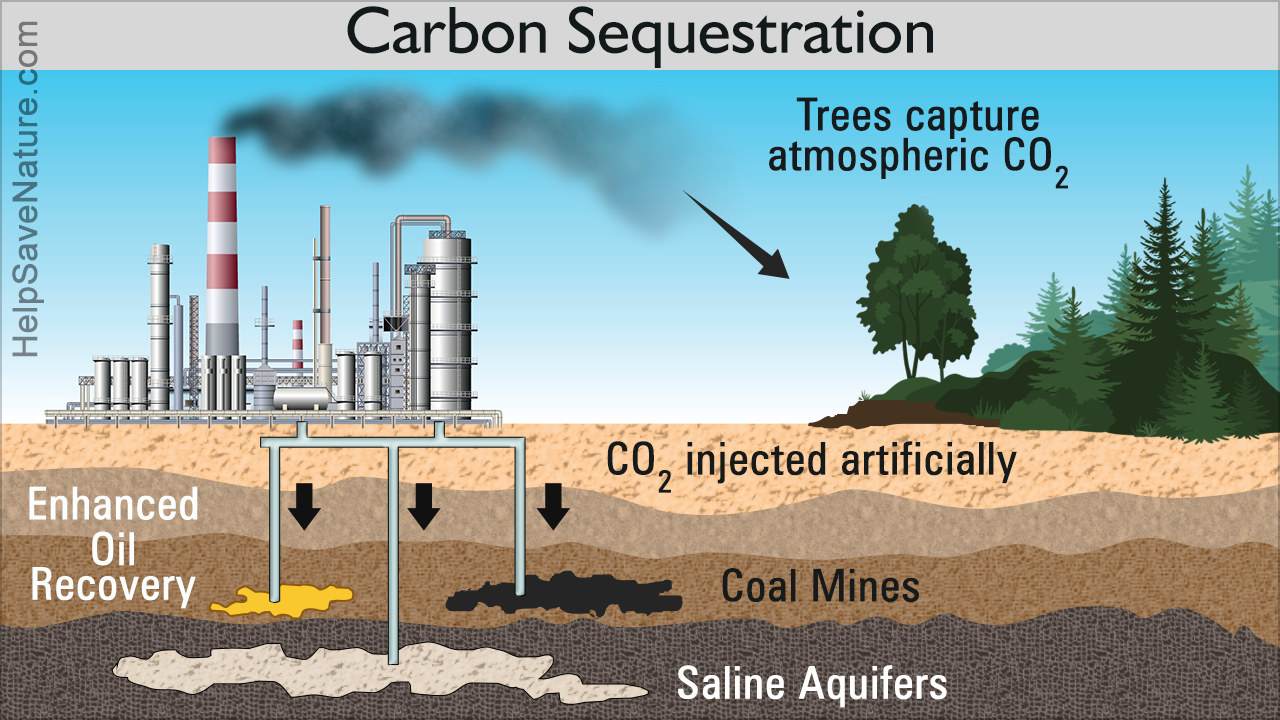 Carbon Sequestration
HelpSaveNature.com
Trees capture
atmospheric CO₂
CO₂ injected artificially
Enhanced
Oil
Recovery
Coal Mines
Saline Aquifers